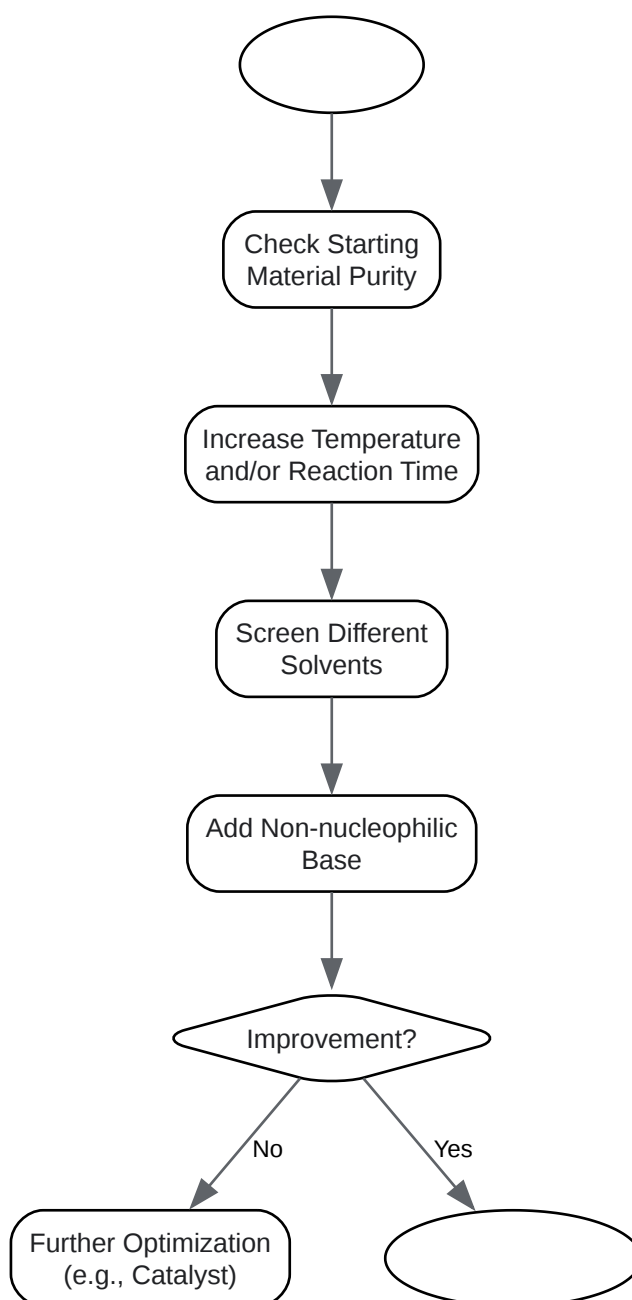 Check Starting
Material Purity
Increase Temperature
and/or Reaction Time
Screen Different
Solvents
Add Non-nucleophilic
Base
Improvement?
No
Yes
Further Optimization
(e.g., Catalyst)